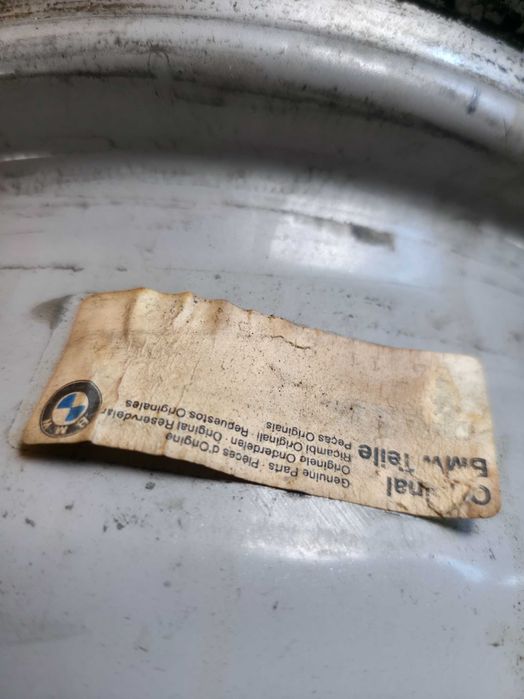 Original
BMW Teile
Genuine Parts · Pièces d'Origine
Originele Onderdelen · Original Reservdelar
Ricambi Originali · Repuestos Originales
Peças Originais
BMW